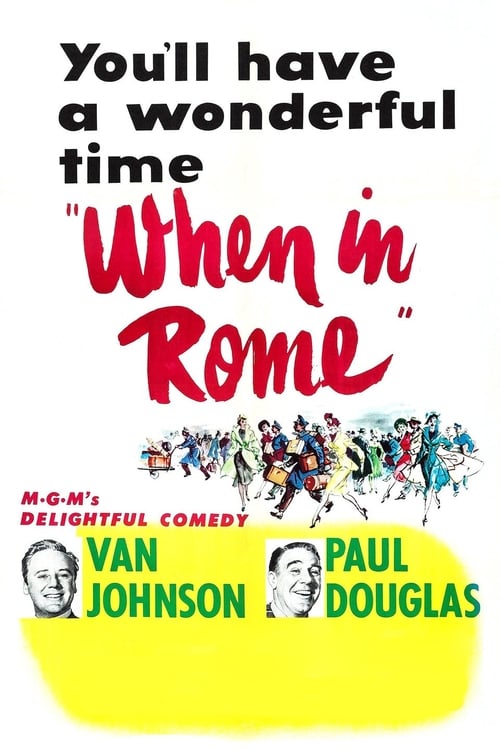 You'll have
a wonderful
time
"When in
Rome"
M·G·M's
DELIGHTFUL COMEDY
VAN
JOHNSON
PAUL
DOUGLAS